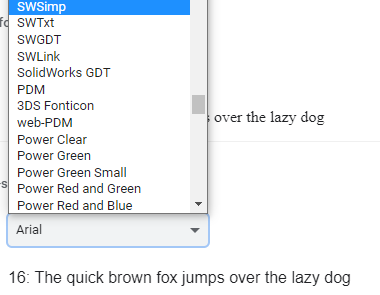 SWSimp
SWTxt
SWGDT
SWLink
SolidWorks GDT
PDM
3DS Fonticon
over the lazy dog
web-PDM
Power Clear
Power Green
Power Green Small
Power Red and Green
Power Red and Blue
Arial
16: The quick brown fox jumps over the lazy dog